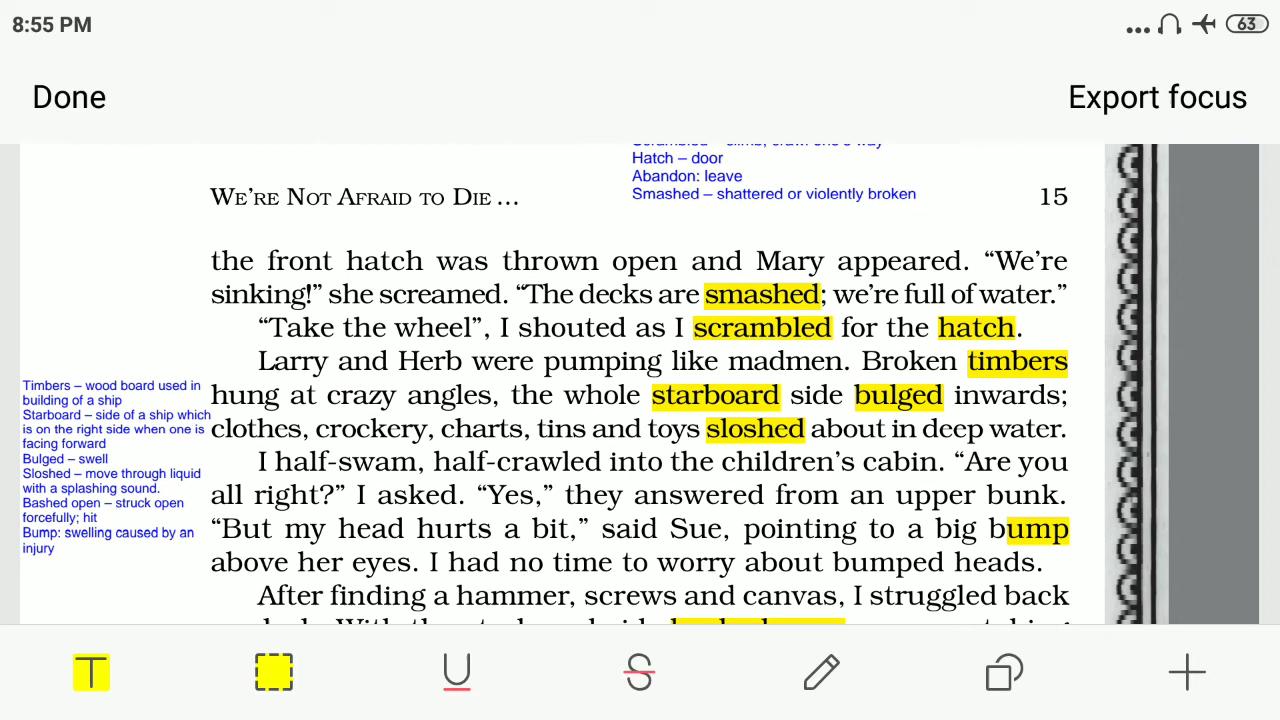 8:55 PM
63
Done
Export focus
Hatch – door
Abandon: leave
Smashed – shattered or violently broken
WE'RE NOT AFRAID TO DIE ...
15
the front hatch was thrown open and Mary appeared. “We're
sinking!” she screamed. “The decks are smashed; we're full of water.”
“Take the wheel”, I shouted as I scrambled for the hatch.
Larry and Herb were pumping like madmen. Broken timbers
hung at crazy angles, the whole starboard side bulged inwards;
clothes, crockery, charts, tins and toys sloshed about in deep water.
I half-swam, half-crawled into the children's cabin. “Are you
all right?” I asked. “Yes,” they answered from an upper bunk.
“But my head hurts a bit,” said Sue, pointing to a big bump
above her eyes. I had no time to worry about bumped heads.
After finding a hammer, screws and canvas, I struggled back
Timbers – wood board used in
building of a ship
Starboard – side of a ship which
is on the right side when one is
facing forward
Bulged – swell
Sloshed – move through liquid
with a splashing sound.
Bashed open – struck open
forcefully; hit
Bump: swelling caused by an
injury